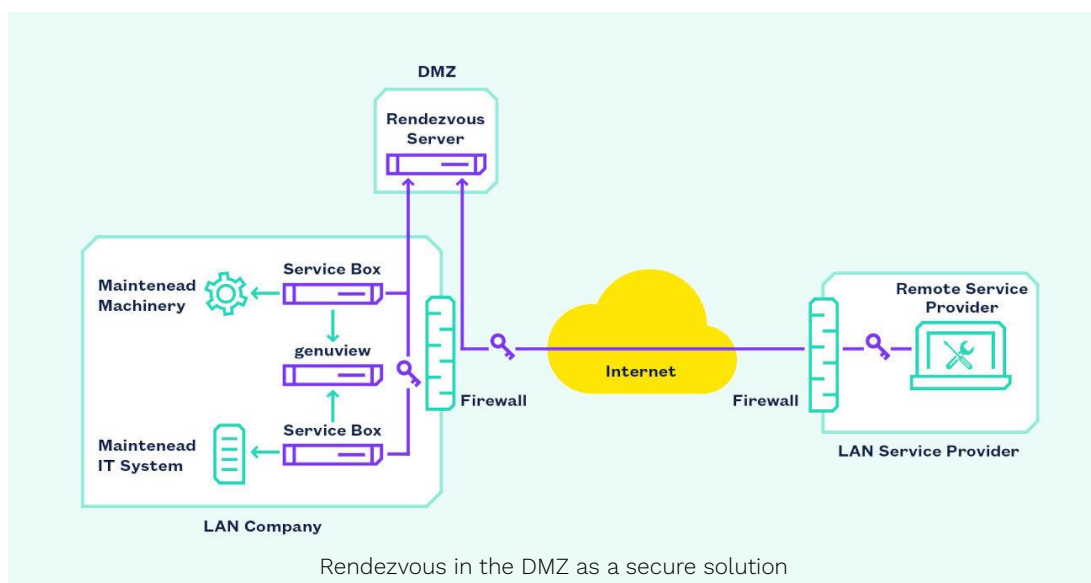 DMZ
Rendezvous
Server
Service Box
Maintenead
Machinery
genuview
Service Box
Maintenead
IT System
Firewall
LAN Company
Internet
Firewall
Remote Service
Provider
LAN Service Provider
Rendezvous in the DMZ as a secure solution